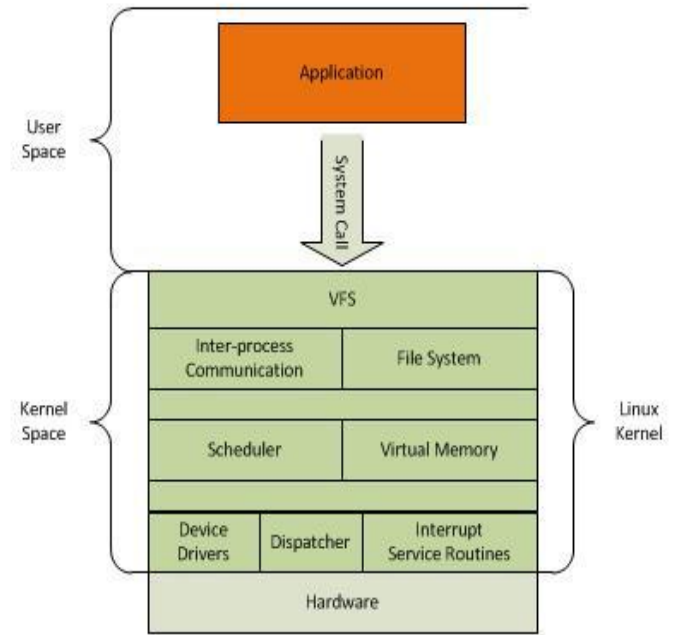 Application
User
Space
System Call
VFS
Inter-process
Communication
File System
Kernel
Space
Scheduler
Virtual Memory
Linux
Kernel
Device
Drivers
Dispatcher
Interrupt
Service Routines
Hardware